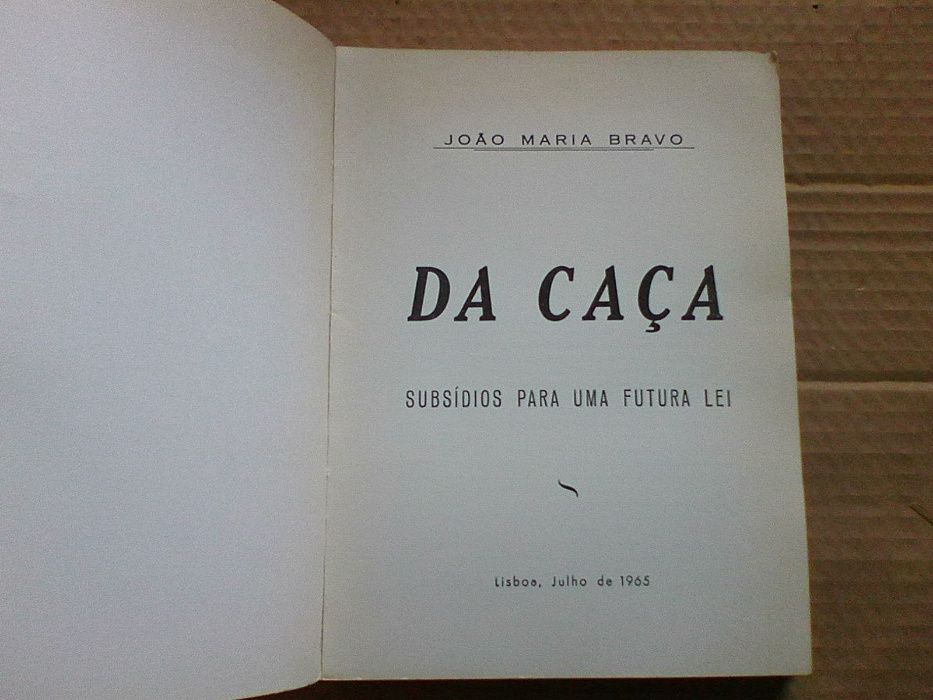 JOÃO MARIA BRAVO
DA CAÇA
SUBSÍDIOS PARA UMA FUTURA LEI
Lisboa, Julho de 1965